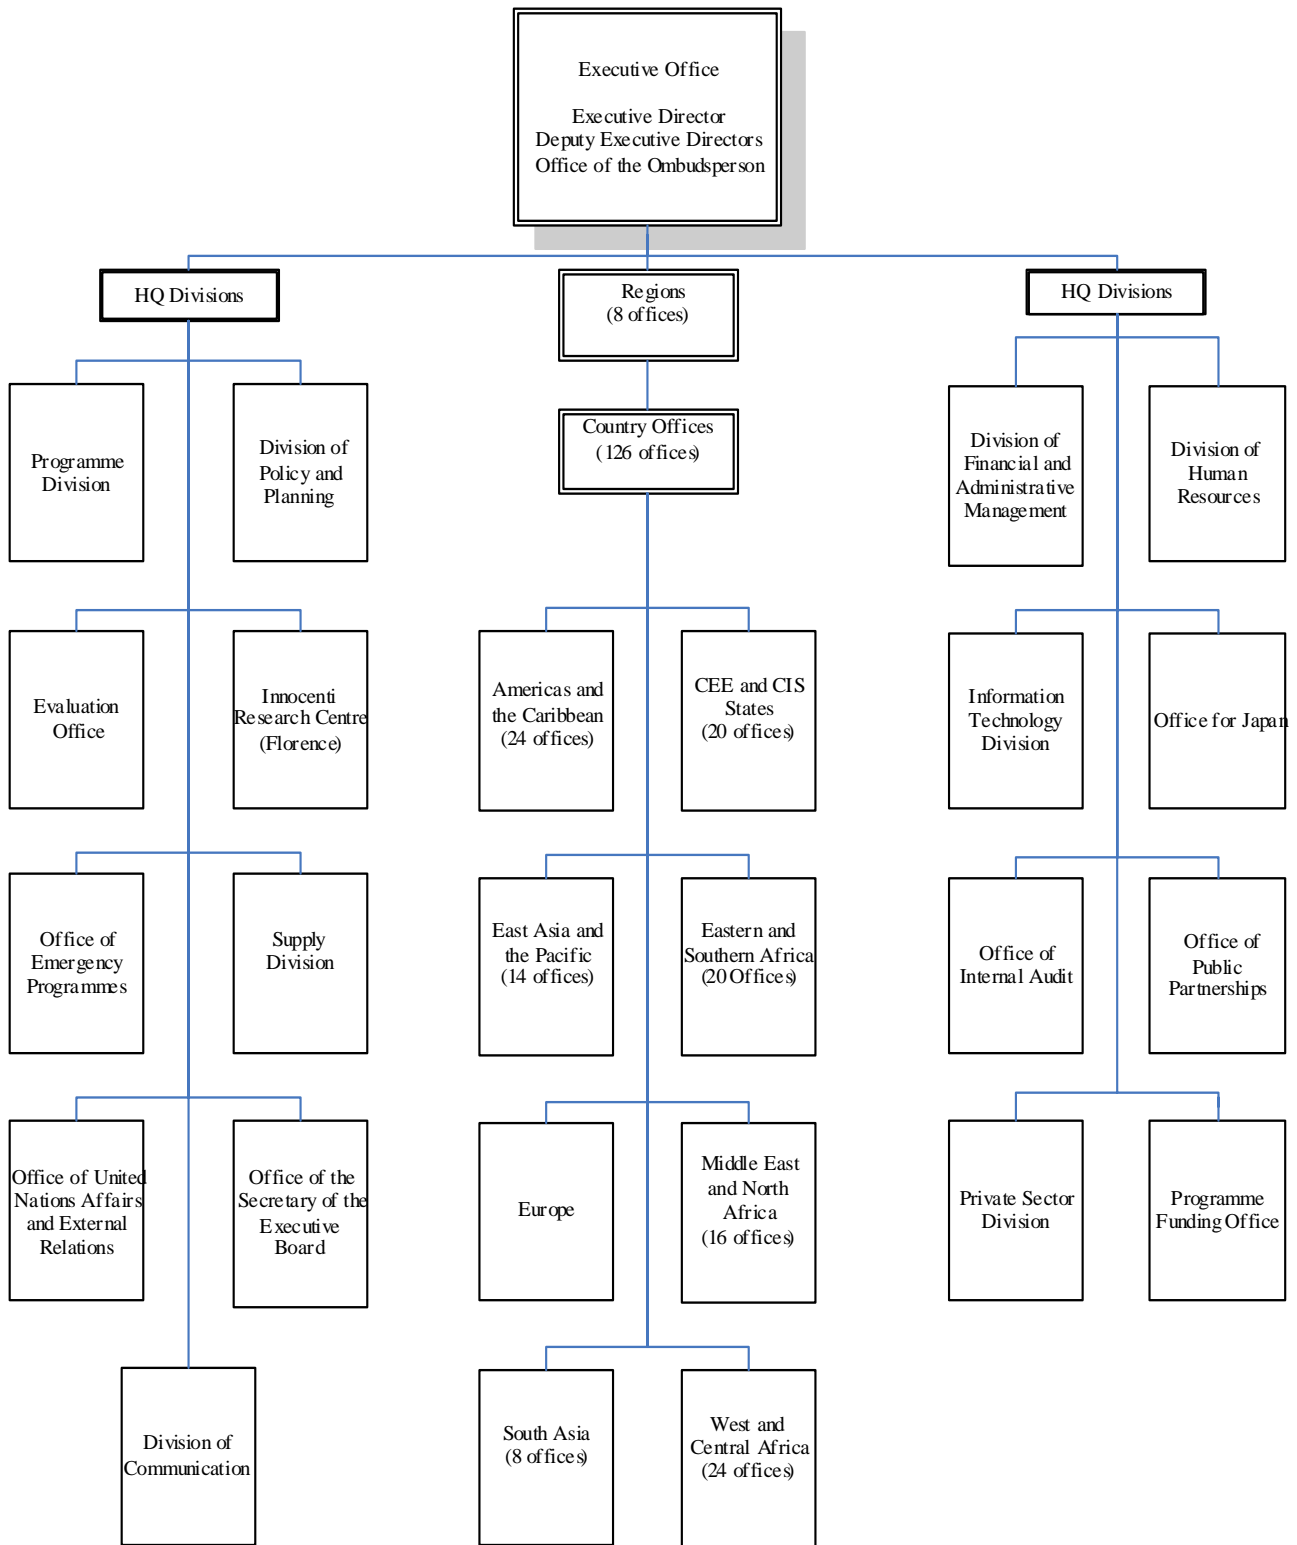 Executive Office
Executive Director
Deputy Executive Directors
Office of the Ombudsperson
HQ Divisions
Regions
(8 offices)
HQ Divisions
Country Offices
(126 offices)
Programme
Division
Division of
Policy and
Planning
Evaluation
Office
Innocenti
Research Centre
(Florence)
Office of
Emergency
Programmes
Supply
Division
Office of United
Nations Affairs
and External
Relations
Office of the
Secretary of the
Executive
Board
Division of
Communication
Americas and
the Caribbean
(24 offices)
CEE and CIS
States
(20 offices)
East Asia and
the Pacific
(14 offices)
Eastern and
Southern Africa
(20 Offices)
Europe
Middle East
and North
Africa
(16 offices)
South Asia
(8 offices)
West and
Central Africa
(24 offices)
Division of
Financial and
Administrative
Management
Division of
Human
Resources
Information
Technology
Division
Office for Japan
Office of
Internal Audit
Office of
Public
Partnerships
Private Sector
Division
Programme
Funding Office